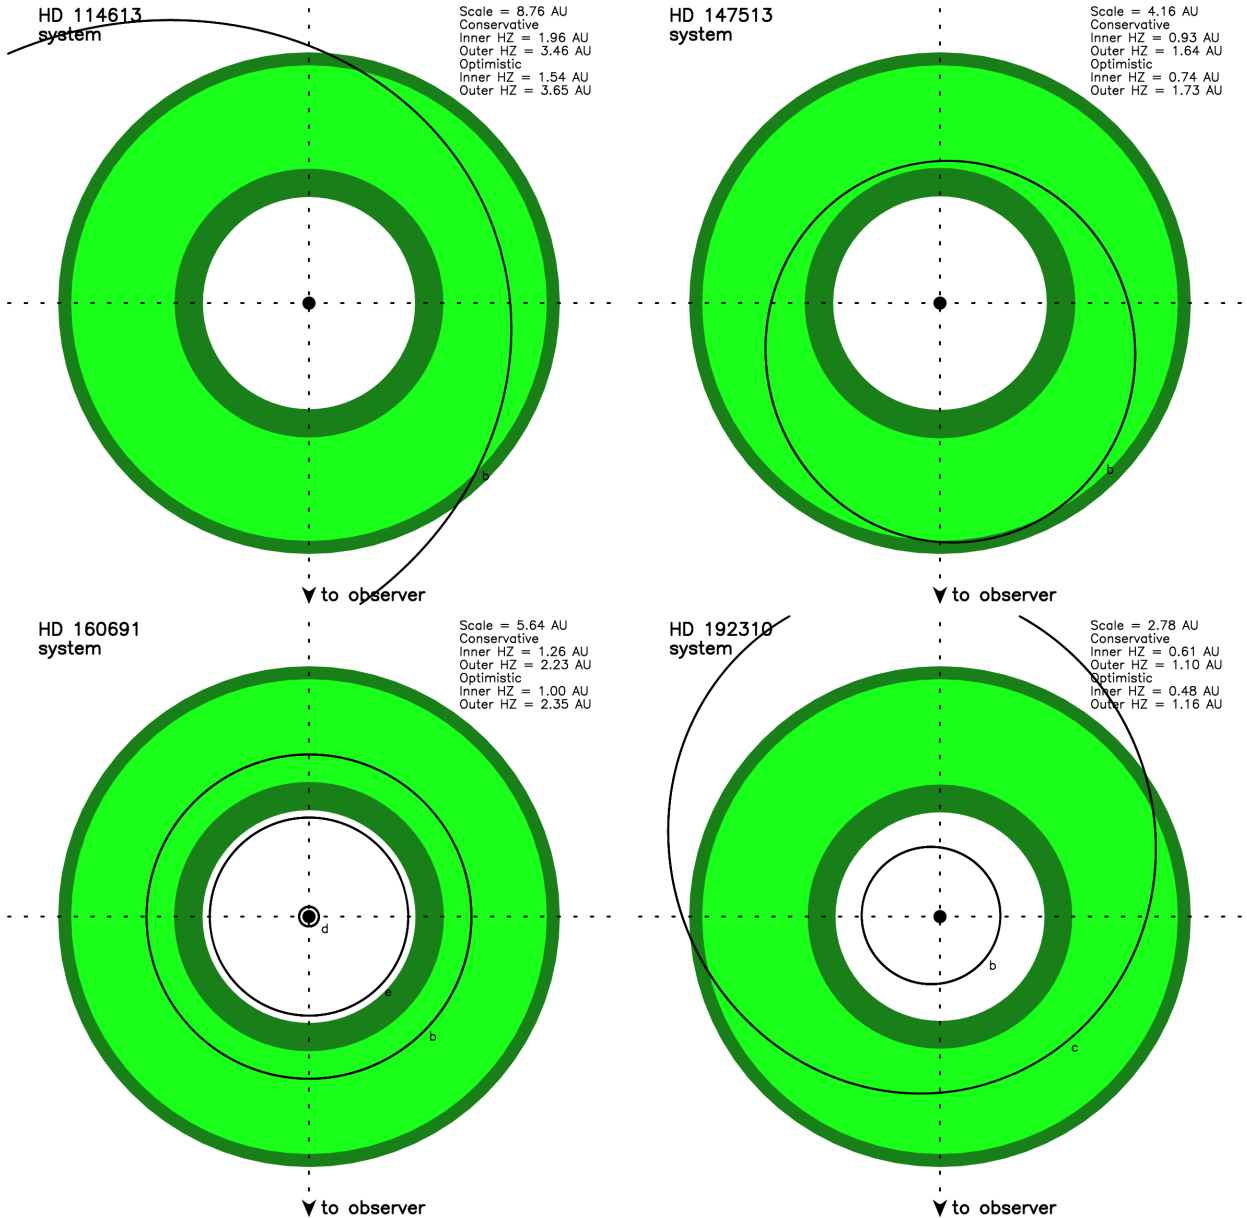 HD 114613
system
Scale = 8.76 AU
Conservative
Inner HZ = 1.96 AU
Outer HZ = 3.46 AU
Optimistic
Inner HZ = 1.54 AU
Outer HZ = 3.65 AU
b
to observer
HD 147513
system
Scale = 4.16 AU
Conservative
Inner HZ = 0.93 AU
Outer HZ = 1.64 AU
Optimistic
Inner HZ = 0.74 AU
Outer HZ = 1.73 AU
b
to observer
HD 160691
system
Scale = 5.64 AU
Conservative
Inner HZ = 1.26 AU
Outer HZ = 2.23 AU
Optimistic
Inner HZ = 1.00 AU
Outer HZ = 2.35 AU
d
e
b
to observer
HD 192310
system
Scale = 2.78 AU
Conservative
Inner HZ = 0.61 AU
Outer HZ = 1.10 AU
Optimistic
Inner HZ = 0.48 AU
Outer HZ = 1.16 AU
b
c
to observer